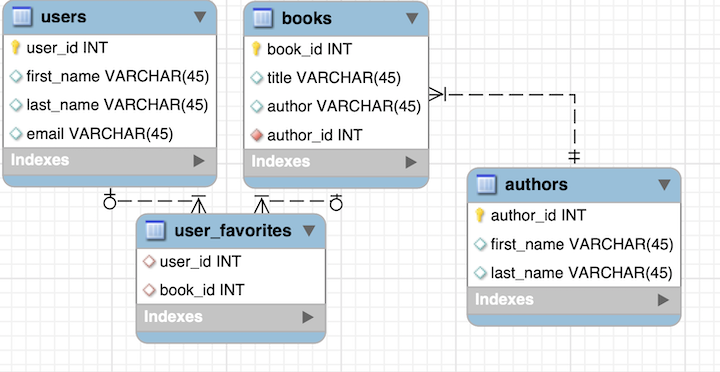 users
user_id INT
first_name VARCHAR(45)
last_name VARCHAR(45)
email VARCHAR(45)
Indexes
books
book_id INT
title VARCHAR(45)
author VARCHAR(45)
author_id INT
Indexes
user_favorites
user_id INT
book_id INT
Indexes
authors
author_id INT
first_name VARCHAR(45)
last_name VARCHAR(45)
Indexes